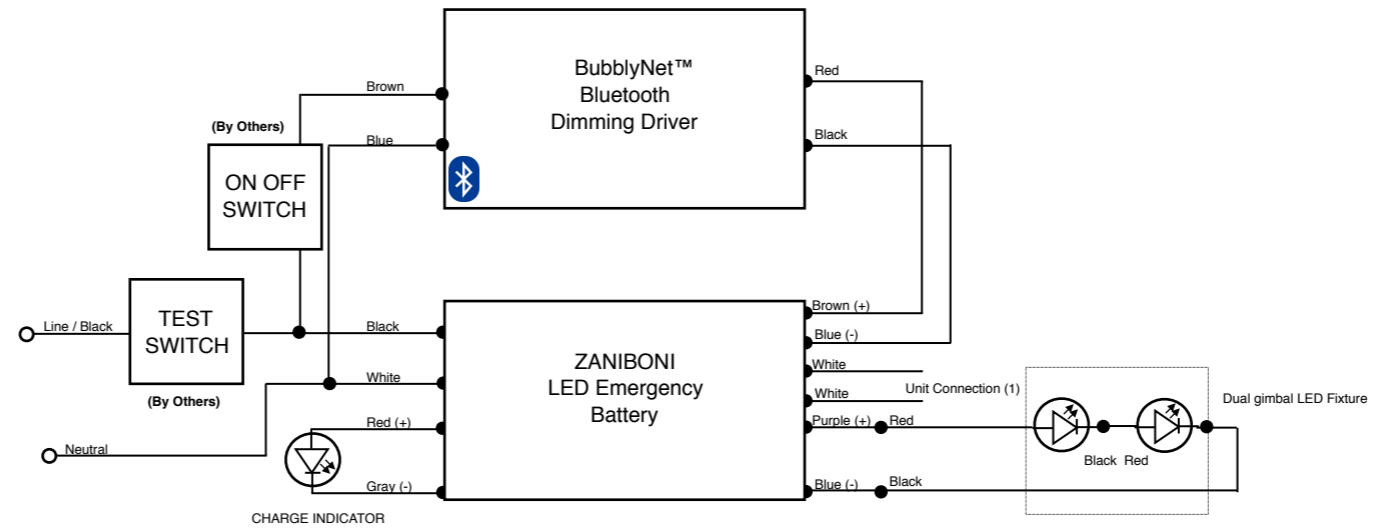 BubblyNet™
Bluetooth
Dimming Driver
Brown
Blue
Red
Black
(By Others)
ON OFF
SWITCH
TEST
SWITCH
(By Others)
Line / Black
Neutral
Black
White
Red (+)
Gray (-)
CHARGE INDICATOR
ZANIBONI
LED Emergency
Battery
Brown (+)
Blue (-)
White
White
Unit Connection (1)
Purple (+)
Red
Blue (-)
Black
Black Red
Dual gimbal LED Fixture